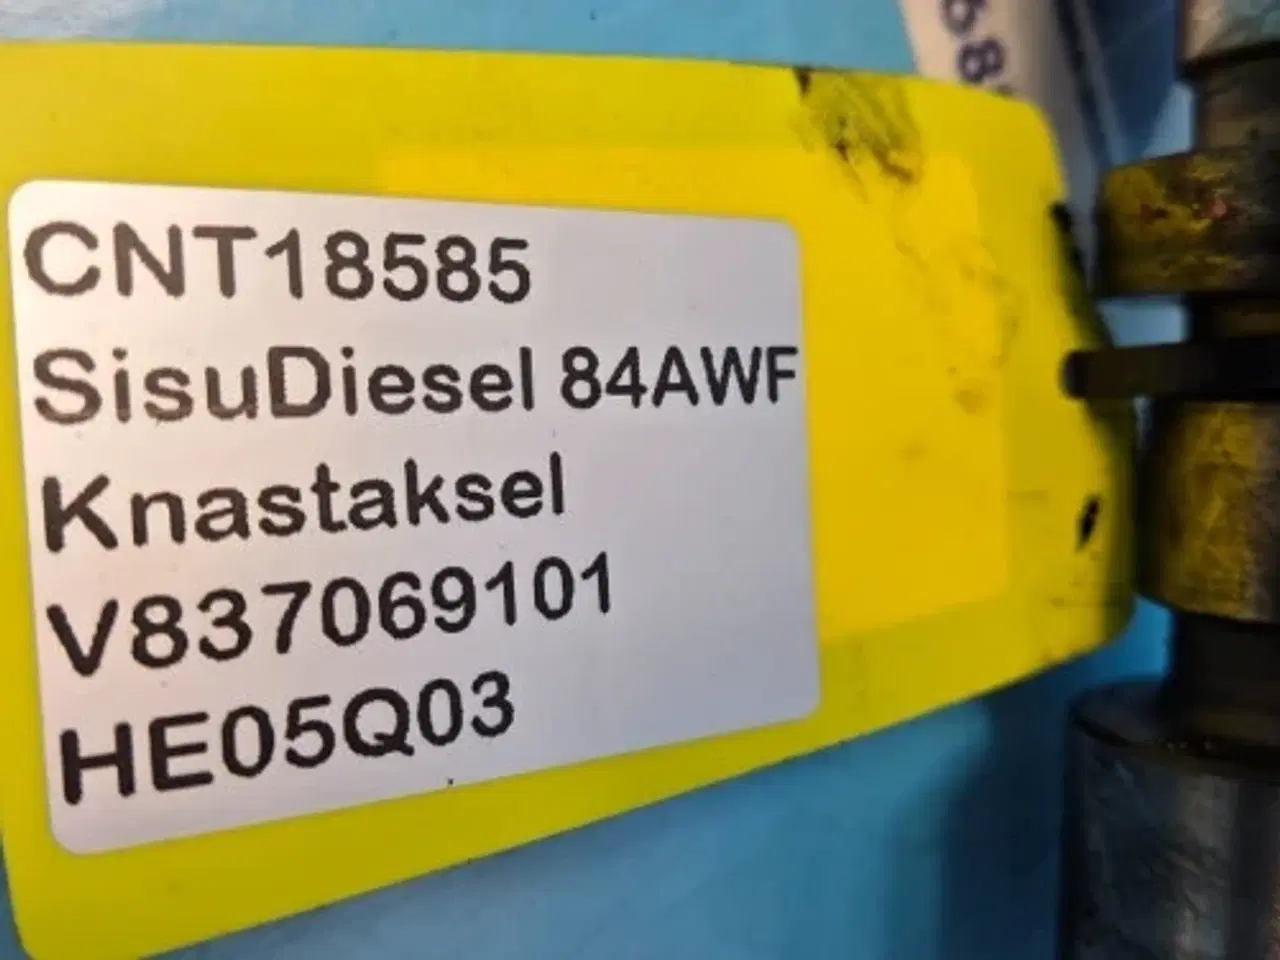 CNT18585
SisuDiesel 84AWF
Knastaksel
V837069101
HE05Q03